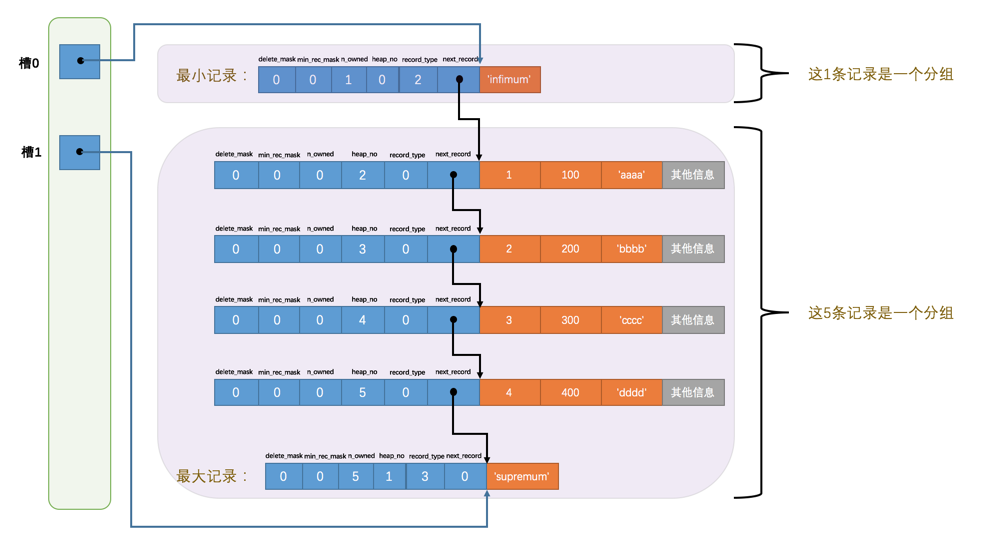 槽0
delete_mask min_rec_mask n_owned heap_no record_type next_record
最小记录： 0 0 1 0 2 'infimum'
这1条记录是一个分组
槽1
delete_mask min_rec_mask n_owned heap_no record_type next_record
0 0 0 2 0 1 100 'aaaa' 其他信息
delete_mask min_rec_mask n_owned heap_no record_type next_record
0 0 0 3 0 2 200 'bbbb' 其他信息
delete_mask min_rec_mask n_owned heap_no record_type next_record
0 0 0 4 0 3 300 'cccc' 其他信息
这5条记录是一个分组
delete_mask min_rec_mask n_owned heap_no record_type next_record
0 0 0 5 0 4 400 'dddd' 其他信息
delete_mask min_rec_mask n_owned heap_no record_type next_record
最大记录： 0 0 5 1 3 0 'supremum'